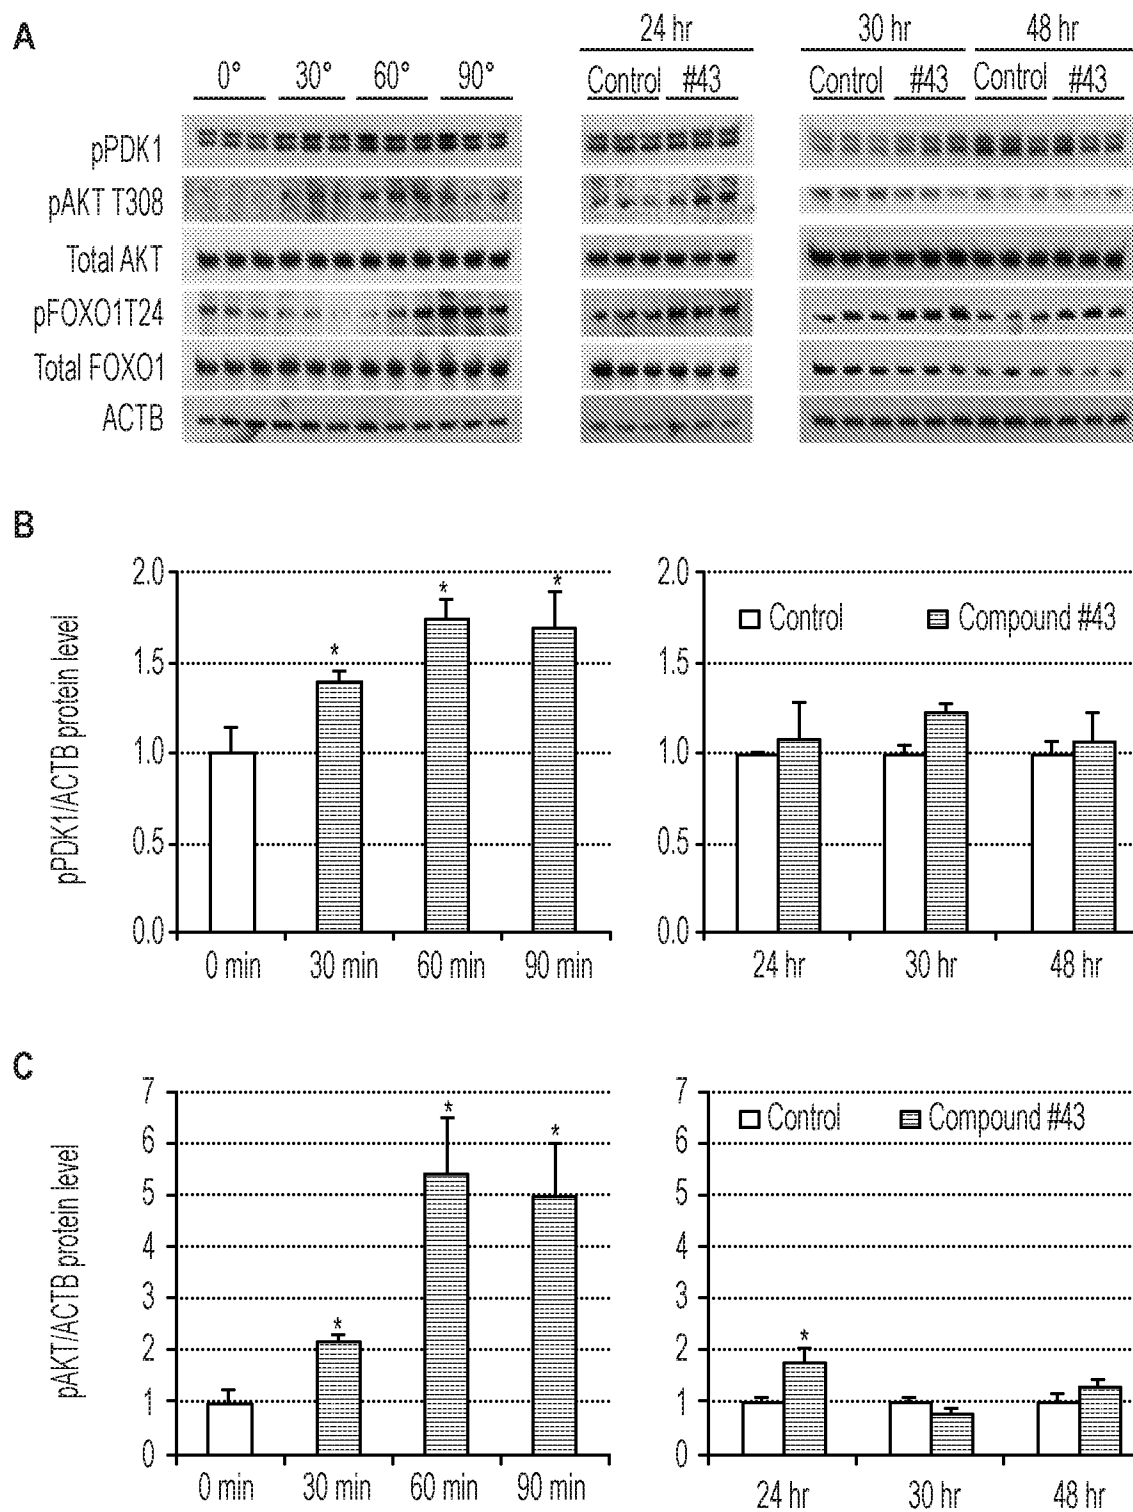 A
24 hr
30 hr
48 hr
0° 30° 60° 90°
Control #43
Control #43 Control #43
pPDK1
pAKT T308
Total AKT
pFOXO1T24
Total FOXO1
ACTB
B
pPDK1/ACTB protein level
2.0
1.5
1.0
0.5
0.0
* * *
0 min 30 min 60 min 90 min
2.0
1.5
1.0
0.5
0.0
Control Compound #43
24 hr 30 hr 48 hr
C
pAKT/ACTB protein level
7
6
5
4
3
2
1
0
* * *
0 min 30 min 60 min 90 min
7
6
5
4
3
2
1
0
Control Compound #43
*
24 hr 30 hr 48 hr